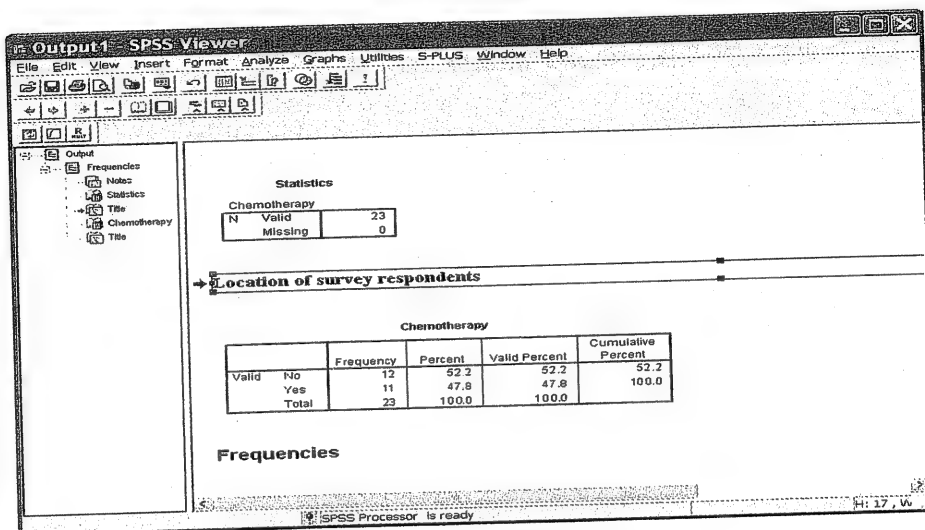 Output1 - SPSS Viewer
File Edit View Insert Format Analyze Graphs Utilities S-PLUS Window Help
Output
Frequencies
Notes
Statistics
Title
Chemotherapy
Title
Statistics
Chemotherapy
N Valid 23
Missing 0
Location of survey respondents
Chemotherapy
Frequency Percent Valid Percent Cumulative Percent
Valid No 12 52.2 52.2 52.2
Yes 11 47.8 47.8 100.0
Total 23 100.0 100.0
Frequencies
SPSS Processor is ready
H: 17 , W